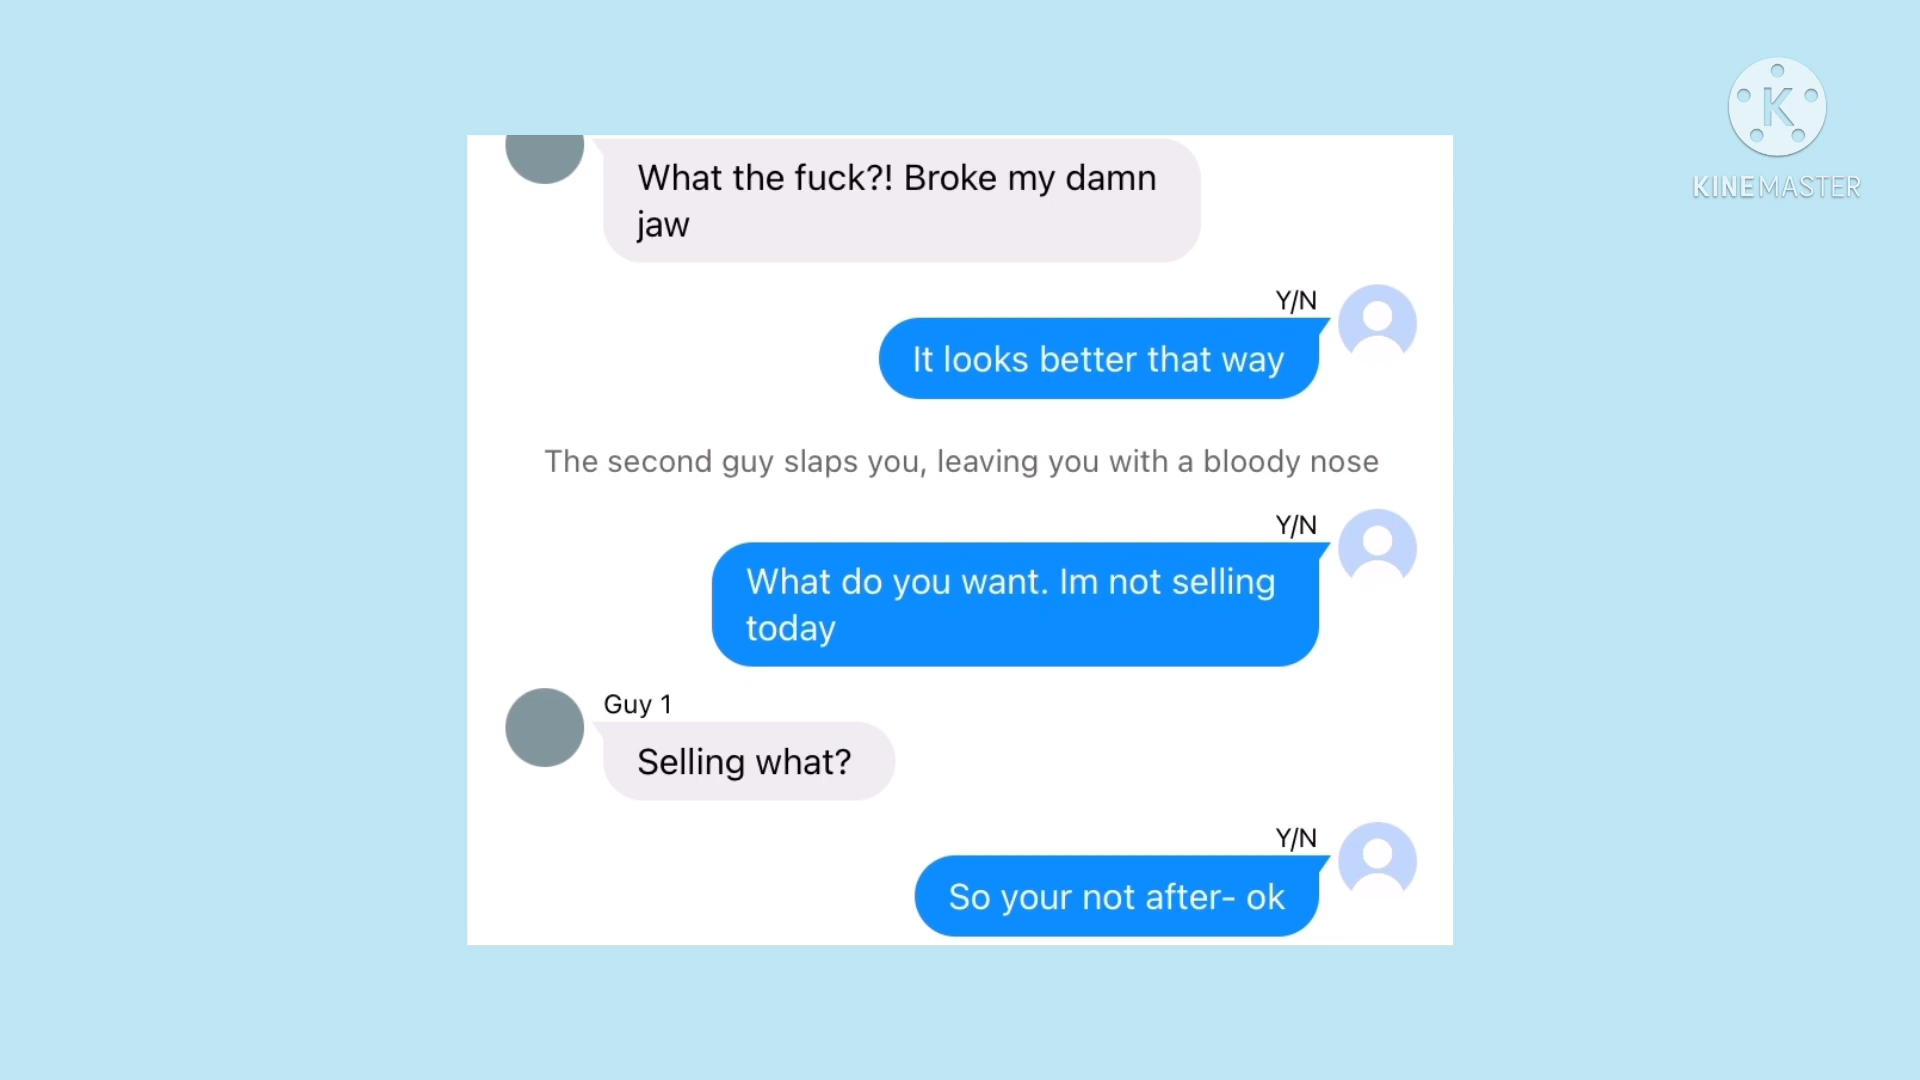 What the fuck?! Broke my damn
jaw
Y/N
It looks better that way
The second guy slaps you, leaving you with a bloody nose
Y/N
What do you want. Im not selling
today
Guy 1
Selling what?
Y/N
So your not after- ok
K
KINEMASTER